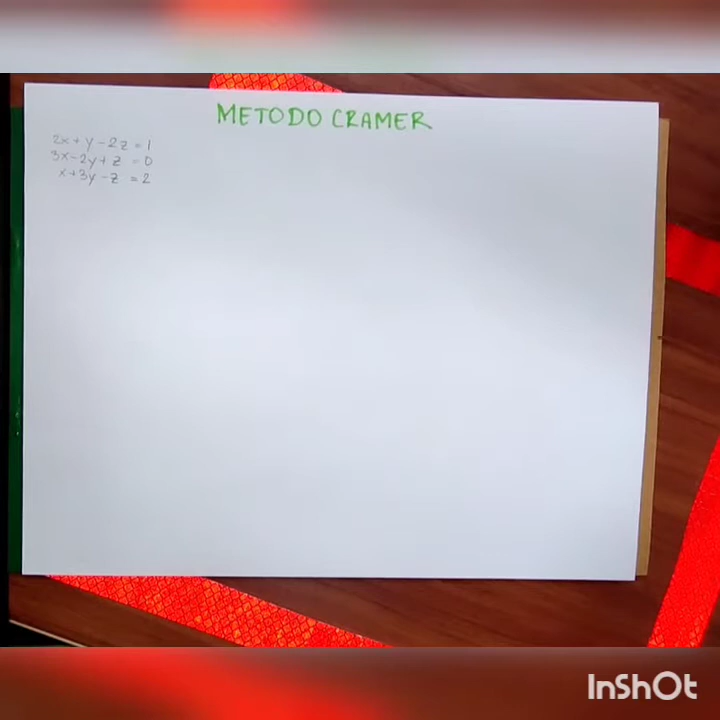 METODO CRAMER
2x+y-2z=1
3x-2y+z=0
x+3y-z=2
InShOt